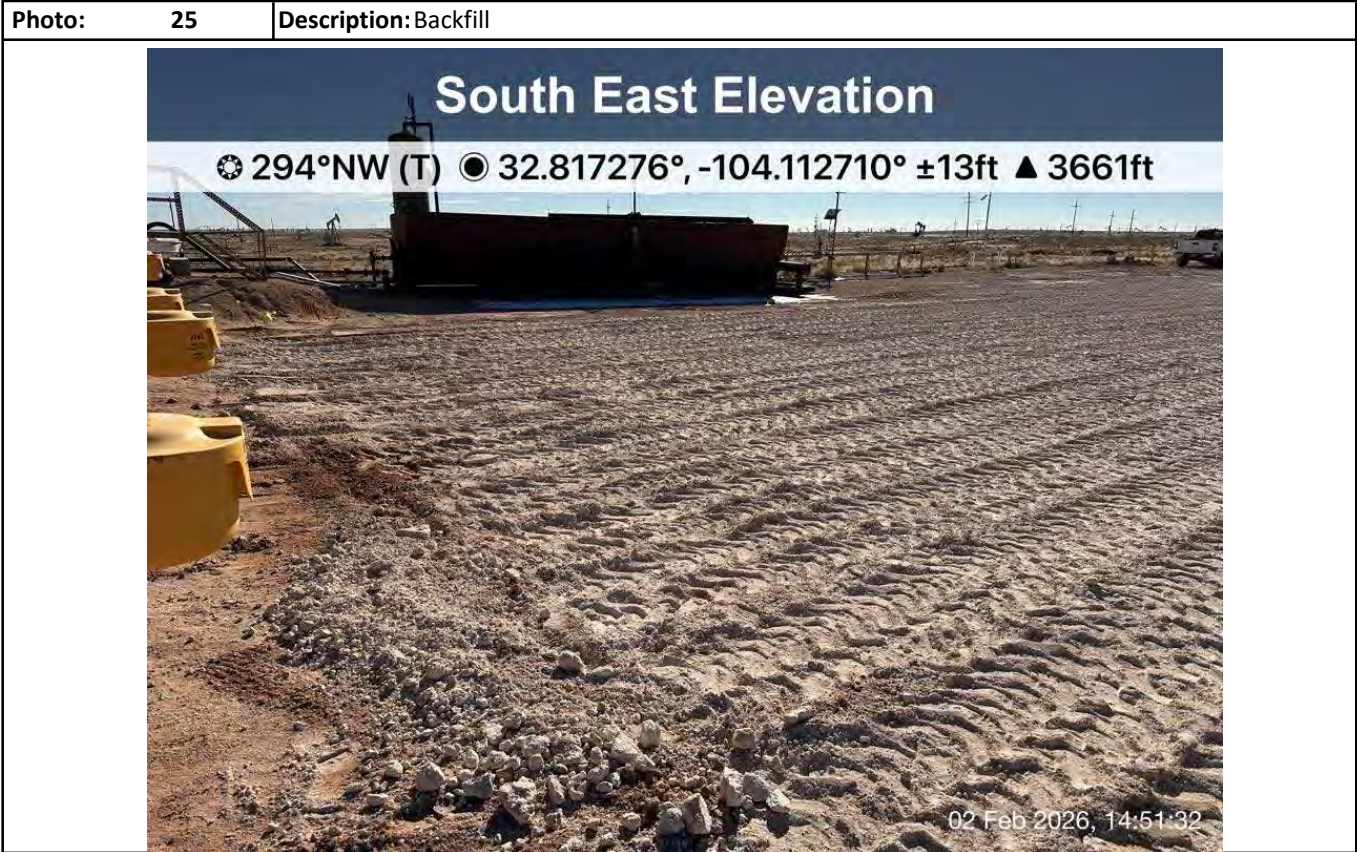 Photo: 25 Description: Backfill
South East Elevation
294°NW (T) 32.817276°, -104.112710° ±13ft ▲ 3661ft
02 Feb 2026, 14:51:32